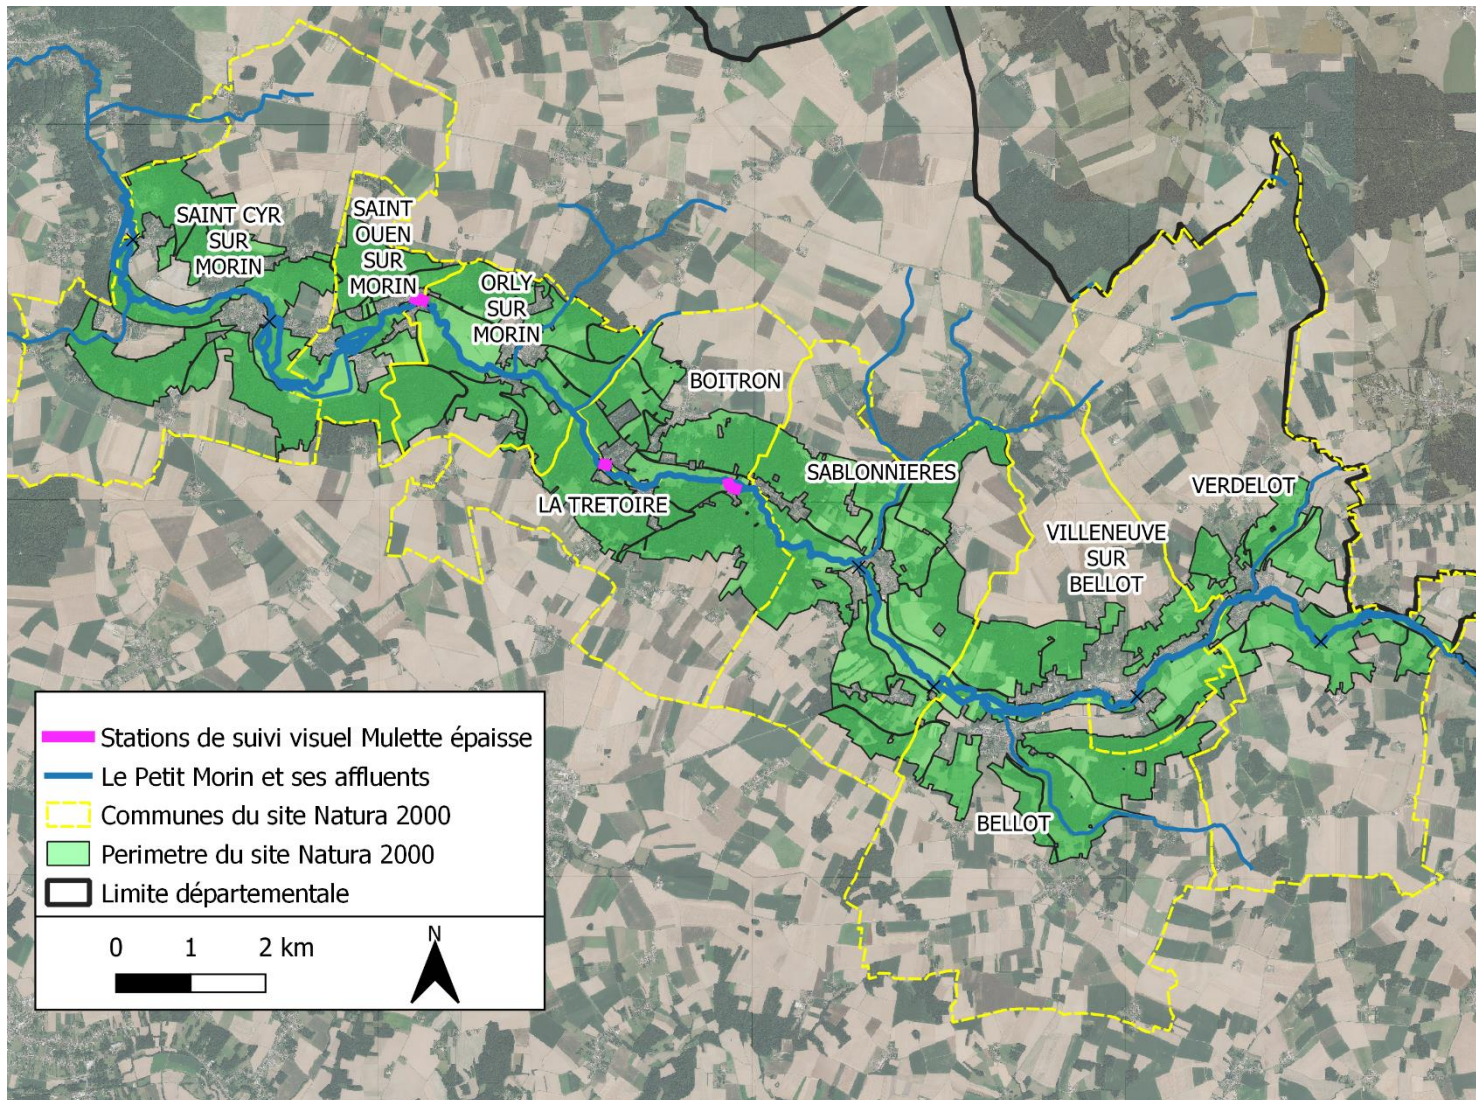 SAINT CYR
SUR
MORIN
SAINT
OUEN
SUR
MORIN
ORLY
SUR
MORIN
BOITRON
SABLONNIERES
LA TRETOIRE
VERDELOT
VILLENEUVE
SUR
BELLOT
BELLOT
Stations de suivi visuel Mulette épaisse
Le Petit Morin et ses affluents
Communes du site Natura 2000
Perimetre du site Natura 2000
Limite départementale
0 1 2 km
N